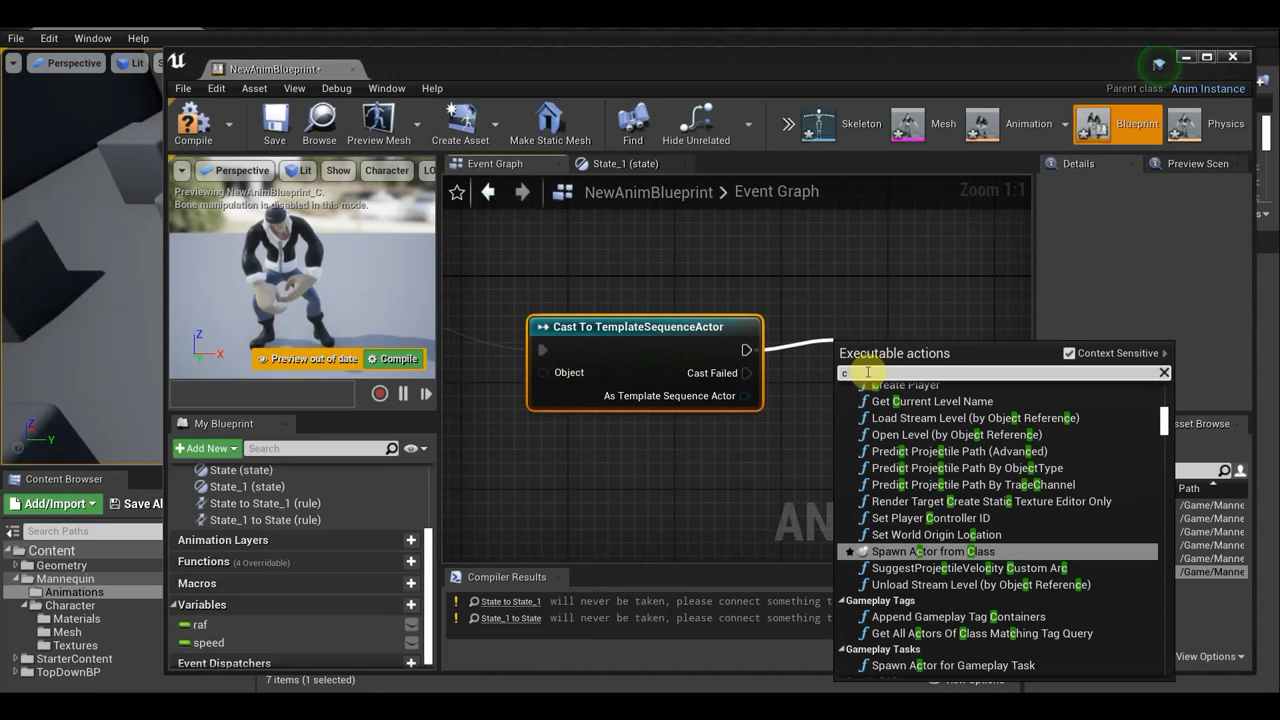 File Edit Window Help
Perspective Lit
NewAnimBlueprint*
File Edit Asset View Debug Window Help
Parent class: Anim Instance
Compile Save Browse Preview Mesh Create Asset Make Static Mesh Find Hide Unrelated Skeleton Mesh Animation Blueprint Physics
Perspective Lit Show Character LO
Previewing NewAnimBlueprint_C.
Bone manipulation is disabled in this mode.
Z
X
Preview out of date Compile
Event Graph State_1 (state)
NewAnimBlueprint > Event Graph
Zoom 1:1
Details Preview Scen
Cast To TemplateSequenceActor
Object
Cast Failed
As Template Sequence Actor
AN
Executable actions
Context Sensitive
c
Create Player
Get Current Level Name
Load Stream Level (by Object Reference)
Open Level (by Object Reference)
Predict Projectile Path (Advanced)
Predict Projectile Path By ObjectType
Predict Projectile Path By TraceChannel
Render Target Create Static Texture Editor Only
Set Player Controller ID
Set World Origin Location
Spawn Actor from Class
SuggestProjectileVelocity Custom Arc
Unload Stream Level (by Object Reference)
Gameplay Tags
Append Gameplay Tag Containers
Get All Actors Of Class Matching Tag Query
Gameplay Tasks
Spawn Actor for Gameplay Task
My Blueprint
Add New Search
State (state)
State_1 (state)
State to State_1 (rule)
State_1 to State (rule)
Animation Layers
Functions (4 Overridable)
Macros
Variables
raf
speed
Event Dispatchers
Compiler Results
! State to State_1 will never be taken, please connect something t
! State_1 to State will never be taken, please connect something t
sset Browse
Path
/Game/Manne
/Game/Manne
/Game/Manne
/Game/Manne
/Game/Manne
View Options
Z
Content Browser
Add/Import Save Al
Search Paths
Content
Geometry
Mannequin
Animations
Character
Materials
Mesh
Textures
StarterContent
TopDownBP
7 items (1 selected)
View Options